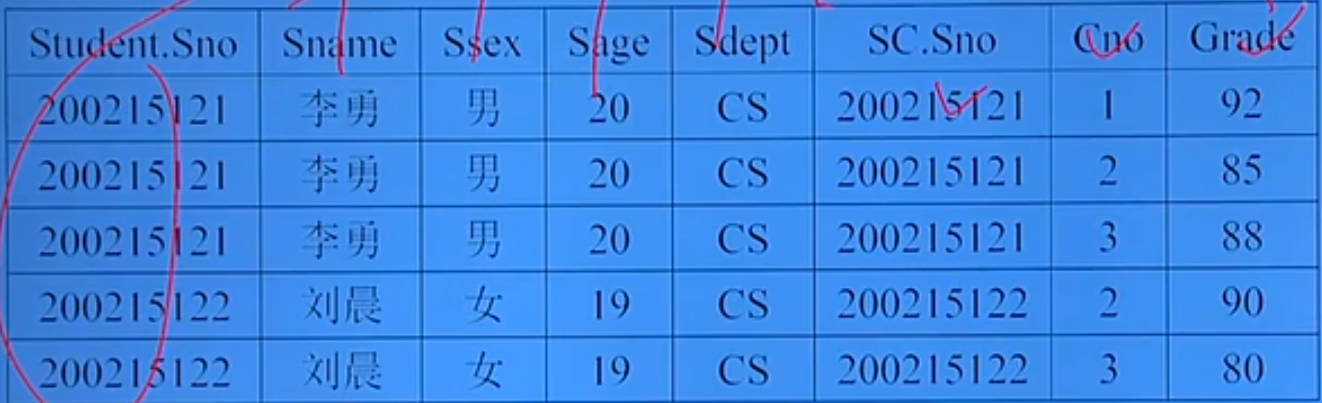 Student.Sno Sname Ssex Sage Sdept SC.Sno Cno Grade
200215121 李勇 男 20 CS 200215121 1 92
200215121 李勇 男 20 CS 200215121 2 85
200215121 李勇 男 20 CS 200215121 3 88
200215122 刘晨 女 19 CS 200215122 2 90
200215122 刘晨 女 19 CS 200215122 3 80